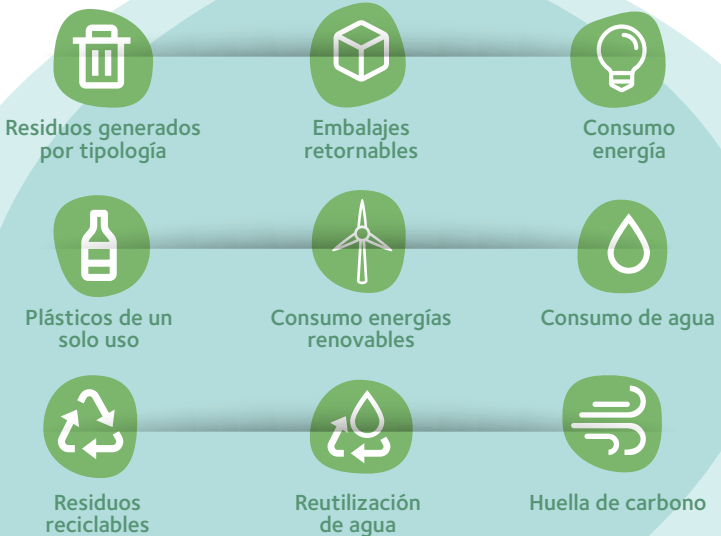 Residuos generados
por tipología
Embalajes
retornables
Consumo
energía
Plásticos de un
solo uso
Consumo energías
renovables
Consumo de agua
Residuos
reciclables
Reutilización
de agua
Huella de carbono